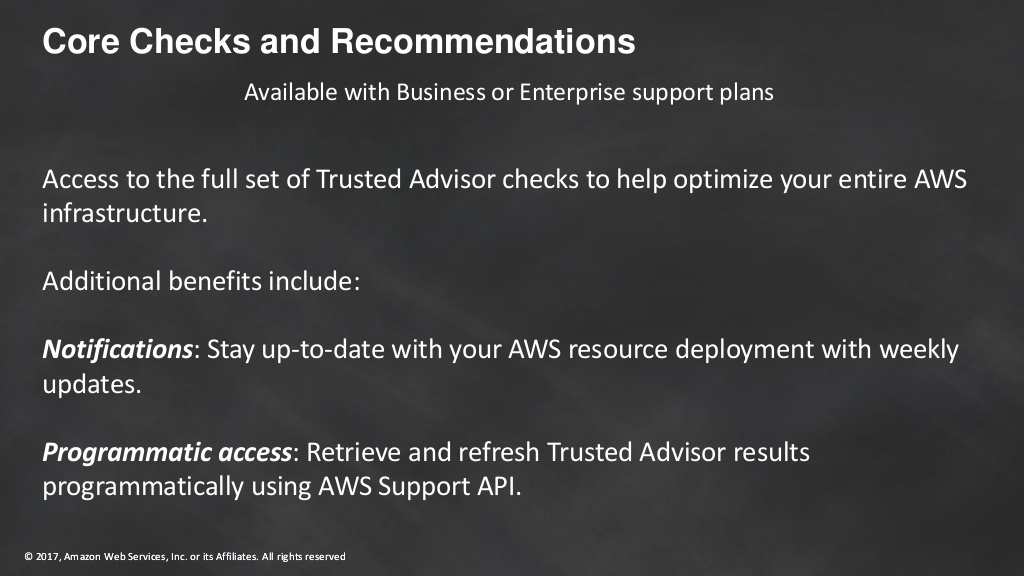 Core Checks and Recommendations
Available with Business or Enterprise support plans
Access to the full set of Trusted Advisor checks to help optimize your entire AWS
infrastructure.
Additional benefits include:
Notifications: Stay up-to-date with your AWS resource deployment with weekly
updates.
Programmatic access: Retrieve and refresh Trusted Advisor results
programmatically using AWS Support API.
© 2017, Amazon Web Services, Inc. or its Affiliates. All rights reserved